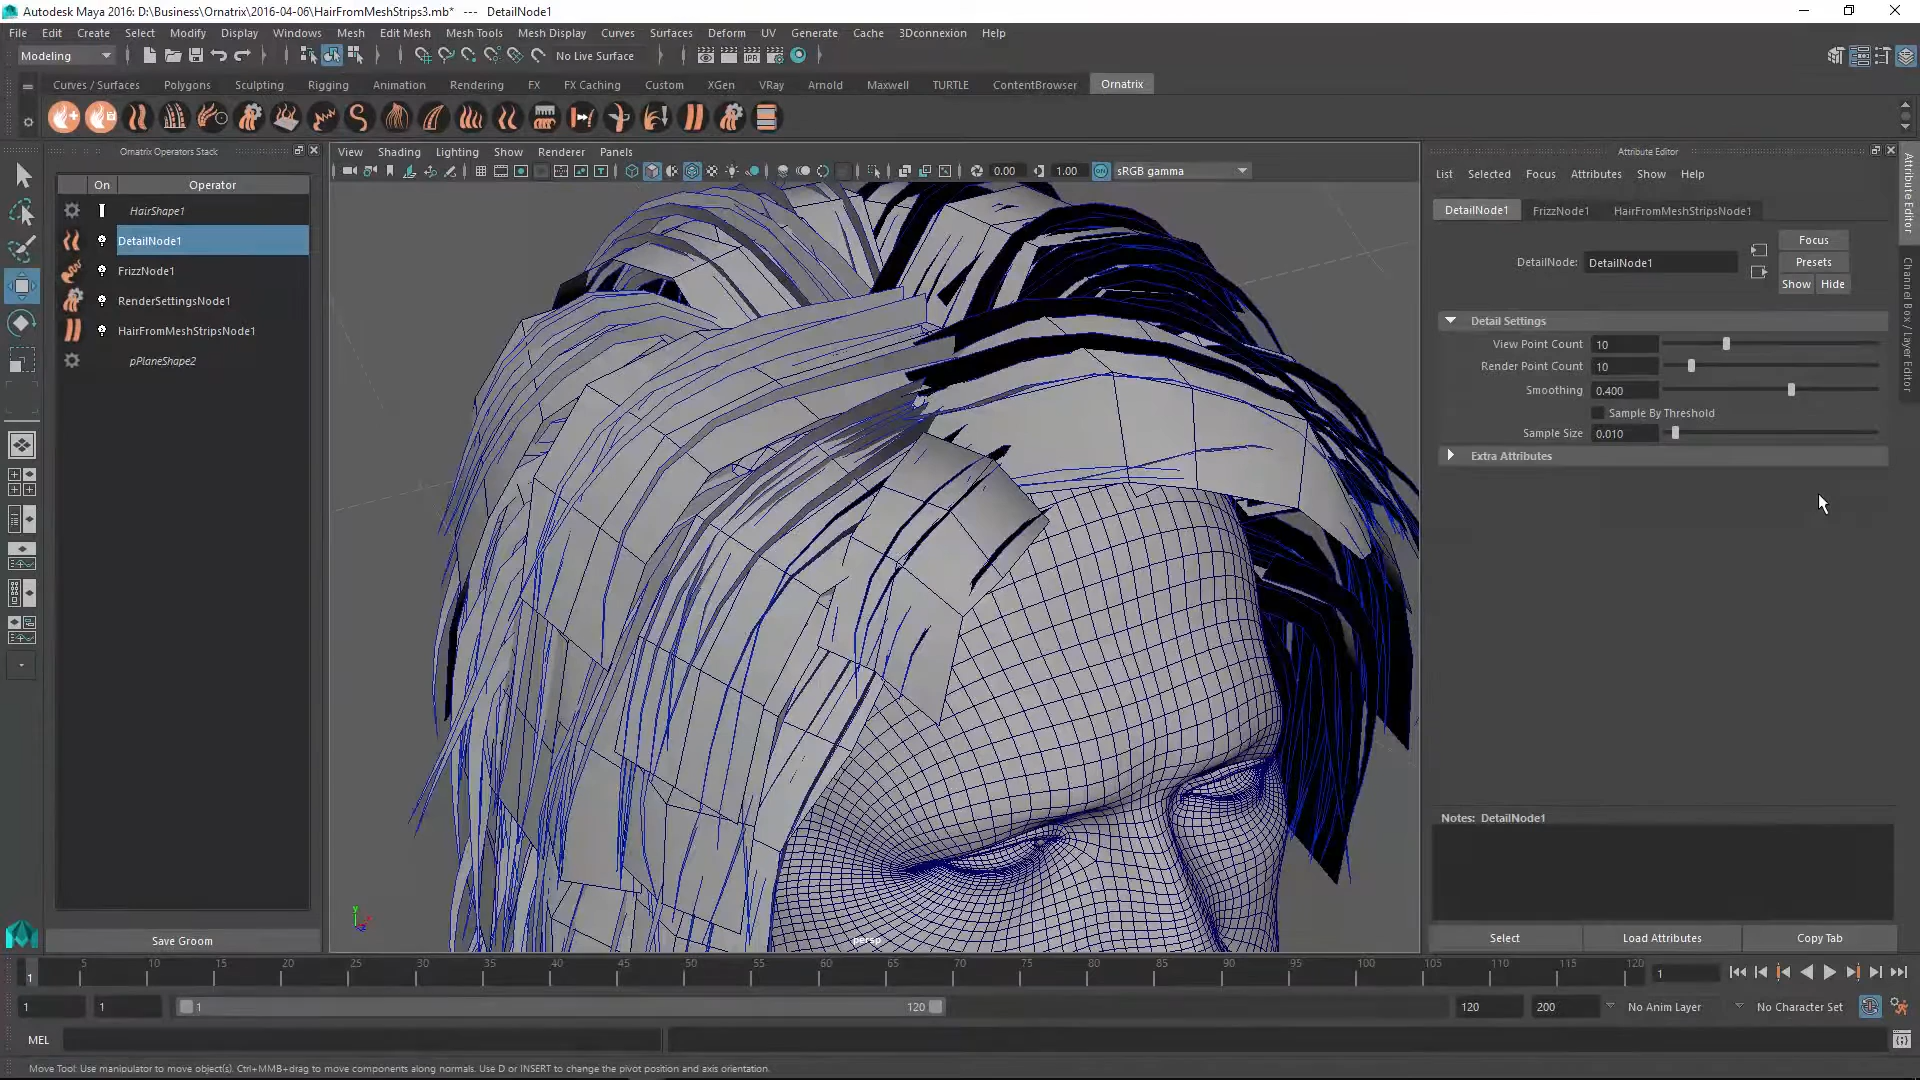 Autodesk Maya 2016: D:\Business\Ornatrix\2016-04-06\HairFromMeshStrips3.mb* --- DetailNode1
File Edit Create Select Modify Display Windows Mesh Edit Mesh Mesh Tools Mesh Display Curves Surfaces Deform UV Generate Cache 3Dconnexion Help
Modeling No Live Surface
Curves / Surfaces Polygons Sculpting Rigging Animation Rendering FX FX Caching Custom XGen VRay Arnold Maxwell TURTLE ContentBrowser Ornatrix
Ornatrix Operators Stack
On Operator
HairShape1
DetailNode1
FrizzNode1
RenderSettingsNode1
HairFromMeshStripsNode1
pPlaneShape2
Save Groom
View Shading Lighting Show Renderer Panels
0.00 1.00 ON sRGB gamma
persp
Attribute Editor
List Selected Focus Attributes Show Help
DetailNode1 FrizzNode1 HairFromMeshStripsNode1
DetailNode: DetailNode1
Focus
Presets
Show Hide
Detail Settings
View Point Count 10
Render Point Count 10
Smoothing 0.400
Sample By Threshold
Sample Size 0.010
Extra Attributes
Notes: DetailNode1
Select Load Attributes Copy Tab
Attribute Editor
Channel Box / Layer Editor
1 5 10 15 20 25 30 35 40 45 50 55 60 65 70 75 80 85 90 95 100 105 110 115 120 1
1 1 1 120 120 200 No Anim Layer No Character Set
MEL
Move Tool: Use manipulator to move object(s). Ctrl+MMB+drag to move components along normals. Use D or INSERT to change the pivot position and axis orientation.